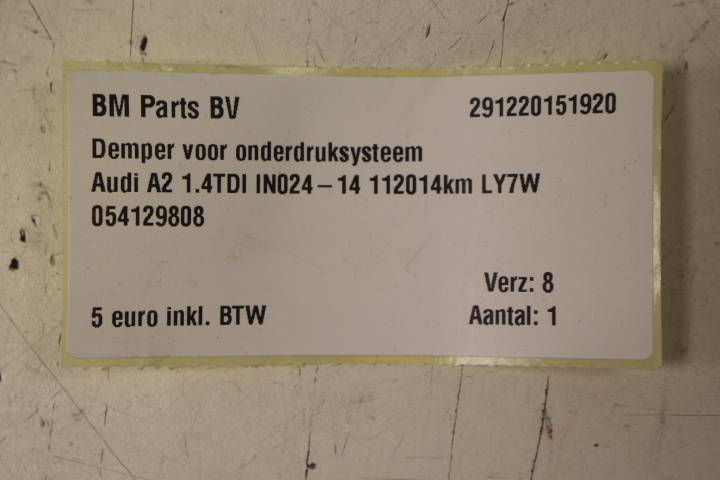 BM Parts BV 291220151920
Demper voor onderdruksysteem
Audi A2 1.4TDI IN024-14 112014km LY7W
054129808
Verz: 8
5 euro inkl. BTW Aantal: 1